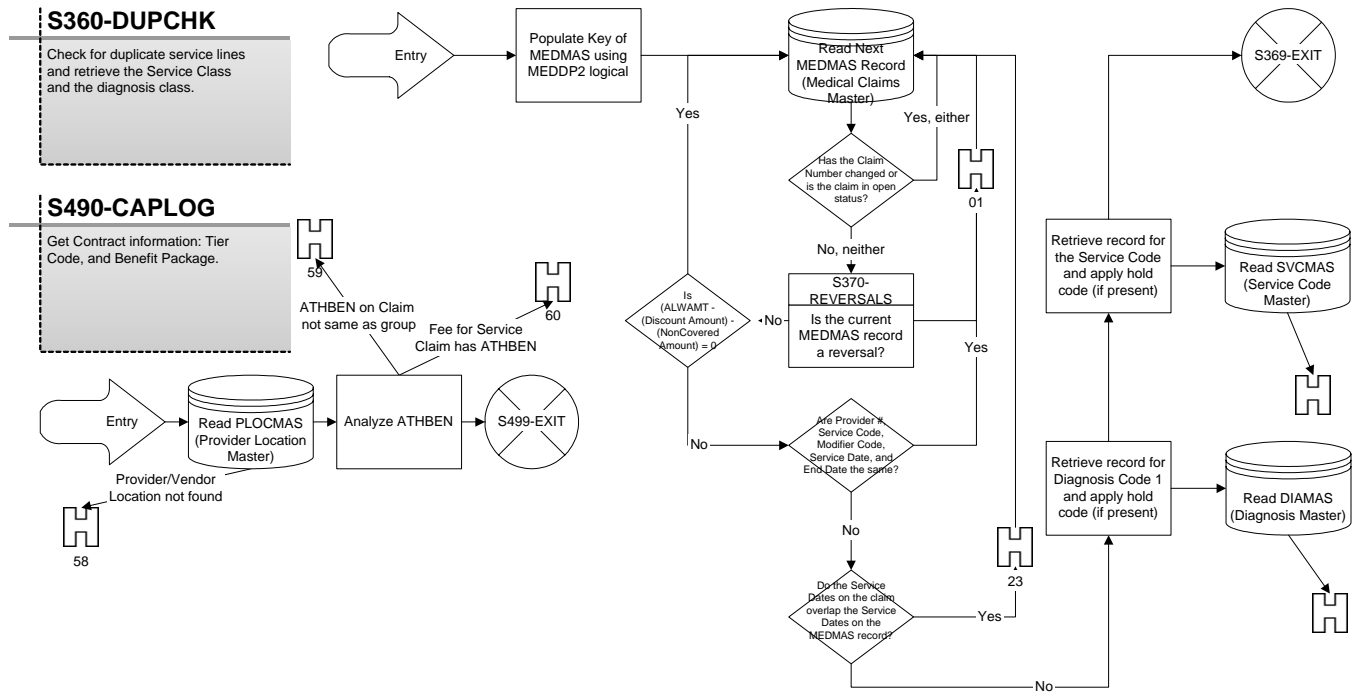 S360-DUPCHK
Check for duplicate service lines
and retrieve the Service Class
and the diagnosis class.
Entry
Populate Key of
MEDMAS using
MEDDP2 logical
Read Next
MEDMAS Record
(Medical Claims
Master)
Yes
Yes, either
Has the Claim
Number changed or
is the claim in open
status?
01
No, neither
S370-
REVERSALS
Is the current
MEDMAS record
a reversal?
No
Yes
Is
(ALWAMT -
(Discount Amount) -
(NonCovered
Amount) = 0
No
Are Provider #,
Service Code,
Modifier Code,
Service Date, and
End Date the same?
No
23
Do the Service
Dates on the claim
overlap the Service
Dates on the
MEDMAS record?
Yes
No
S369-EXIT
Retrieve record for
the Service Code
and apply hold
code (if present)
Read SVCMAS
(Service Code
Master)
Retrieve record for
Diagnosis Code 1
and apply hold
code (if present)
Read DIAMAS
(Diagnosis Master)
S490-CAPLOG
Get Contract information: Tier
Code, and Benefit Package.
59
ATHBEN on Claim
not same as group
60
Fee for Service
Claim has ATHBEN
Entry
Read PLOCMAS
(Provider Location
Master)
Analyze ATHBEN
S499-EXIT
Provider/Vendor
Location not found
58